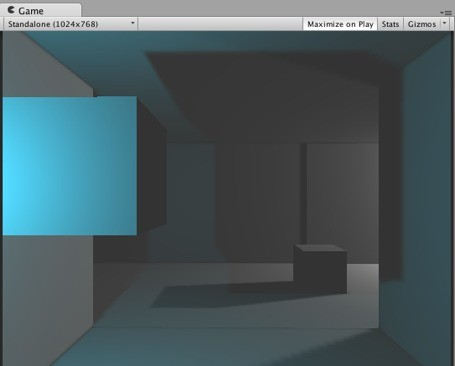 Game
Standalone (1024x768)
Maximize on Play
Stats
Gizmos